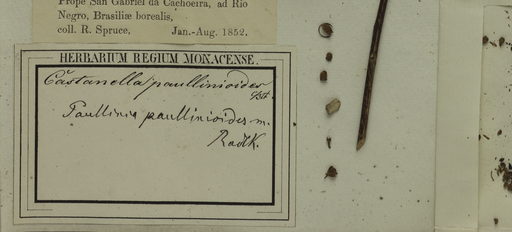 Prope San Gabriel da Cachoeira, ad Rio
Negro, Brasiliæ borealis,
coll. R. Spruce, Jan.-Aug. 1852.
HERBARIUM REGIUM MONACENSE.
Castanella paullinioides
Paullinia paullinioides m.
Radlk.